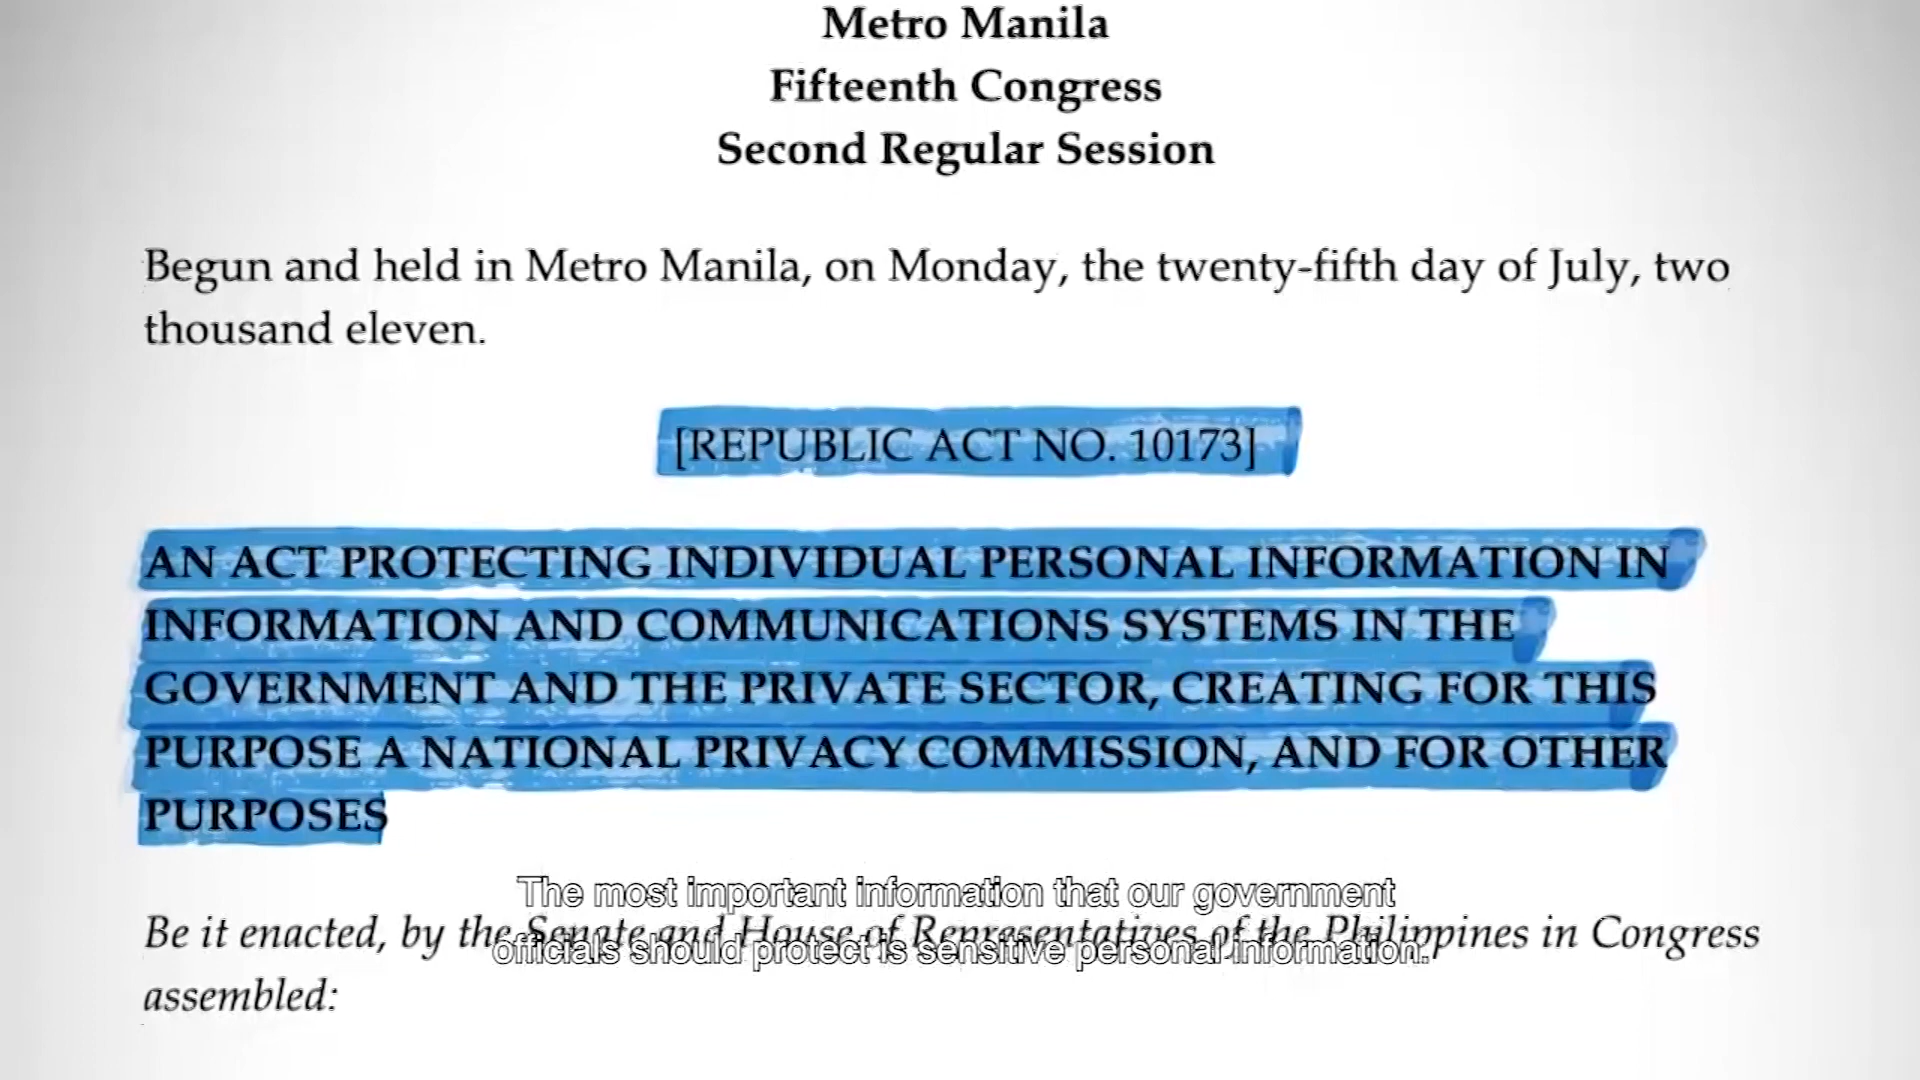 Metro Manila
Fifteenth Congress
Second Regular Session
Begun and held in Metro Manila, on Monday, the twenty-fifth day of July, two
thousand eleven.
[REPUBLIC ACT NO. 10173]
AN ACT PROTECTING INDIVIDUAL PERSONAL INFORMATION IN
INFORMATION AND COMMUNICATIONS SYSTEMS IN THE
GOVERNMENT AND THE PRIVATE SECTOR, CREATING FOR THIS
PURPOSE A NATIONAL PRIVACY COMMISSION, AND FOR OTHER
PURPOSES
The most important information that our government
Be it enacted, by the Senate and House of Representatives of the Philippines in Congress
officials should protect is sensitive personal information.
assembled: